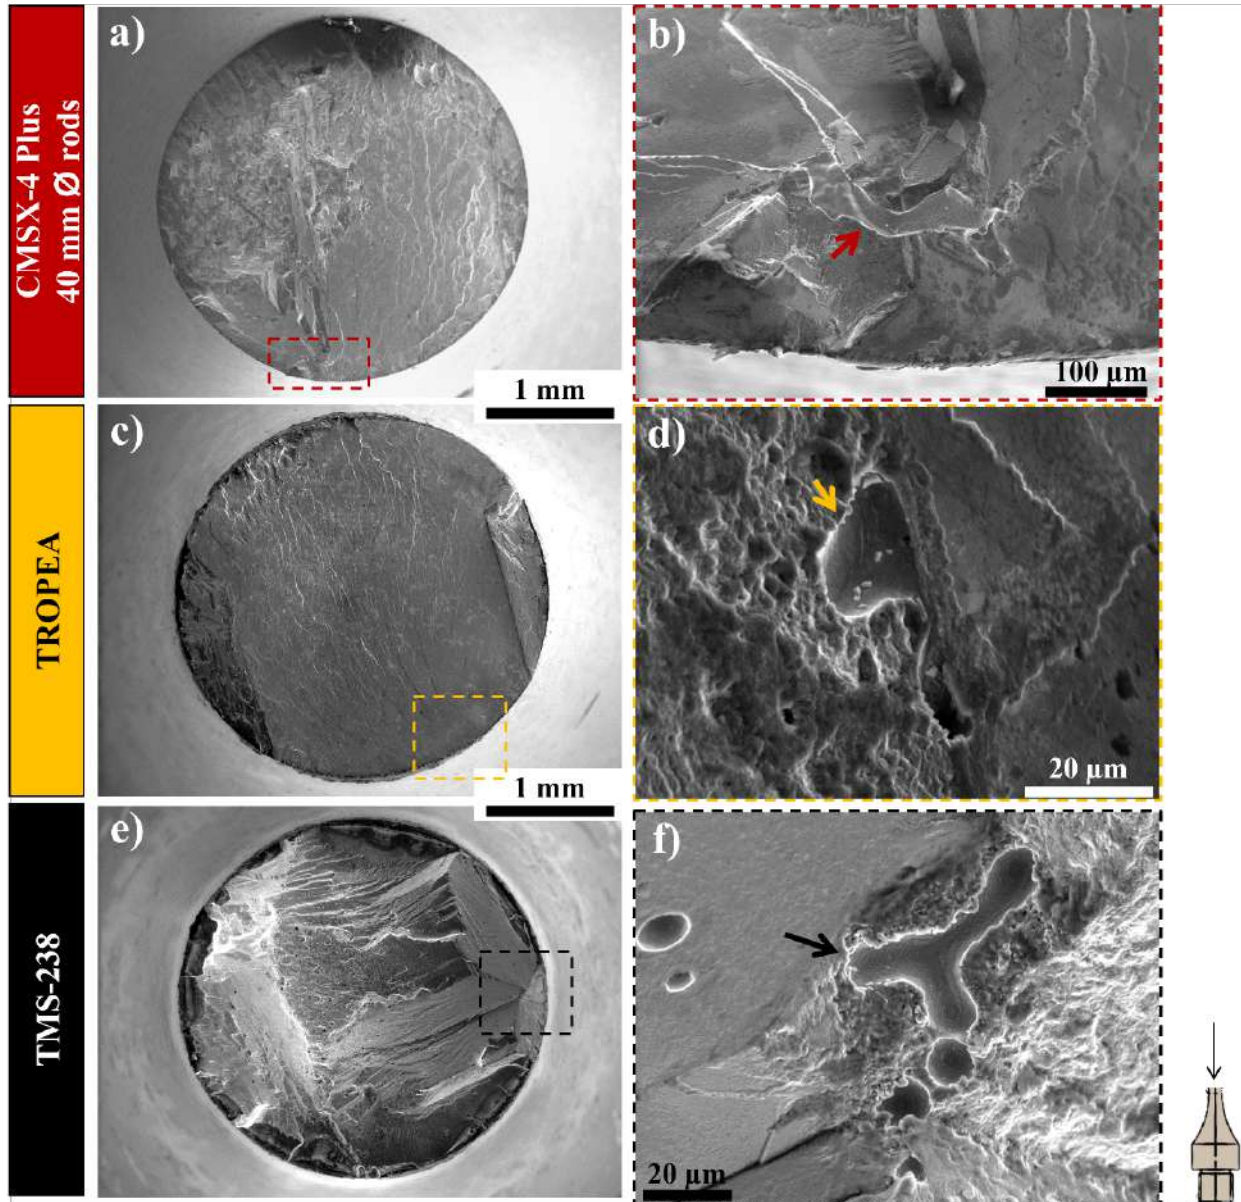 CMSX-4 Plus
40 mm Ø rods
a)
1 mm
b)
100 µm
TROPEA
c)
1 mm
d)
20 µm
TMS-238
e)
f)
20 µm